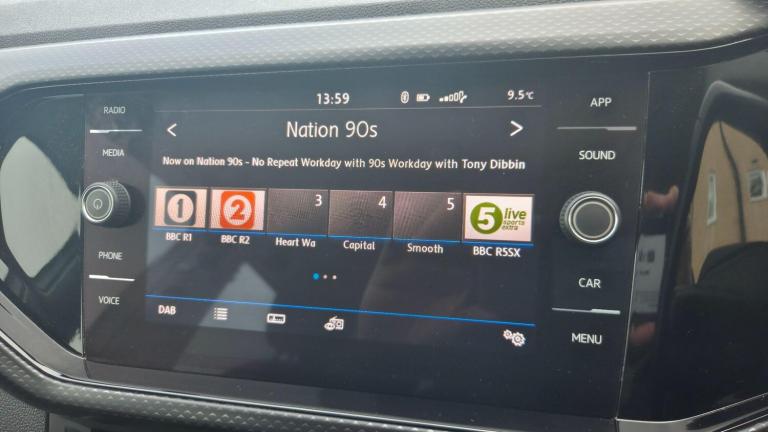 RADIO
MEDIA
PHONE
VOICE
13:59
9.5°C
APP
SOUND
CAR
MENU
< Nation 90s >
Now on Nation 90s - No Repeat Workday with 90s Workday with Tony Dibbin
1
2
3
4
5
5 live
sports
extra
BBC R1
BBC R2
Heart Wa
Capital
Smooth
BBC R5SX
DAB